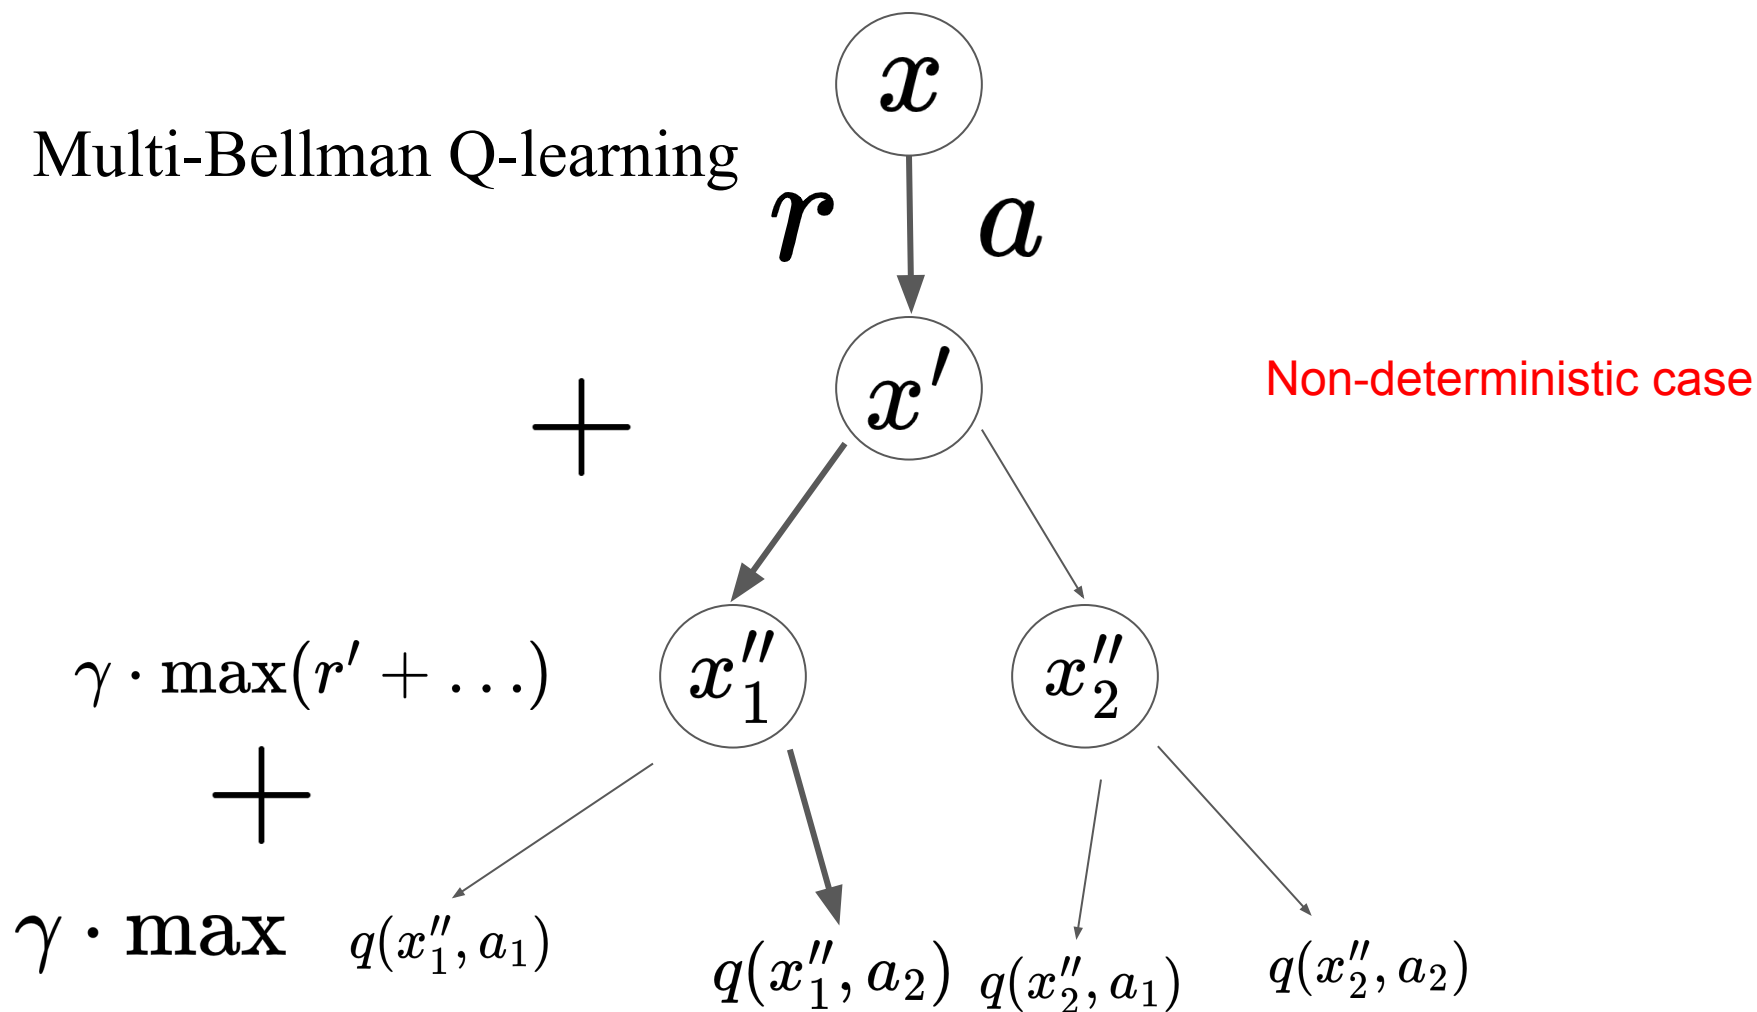 x
Multi-Bellman Q-learning
r
a
x′
Non-deterministic case
+
γ · max(r′ + …)
x″₁
x″₂
+
γ · max
q(x″₁, a₁)
q(x″₁, a₂)
q(x″₂, a₁)
q(x″₂, a₂)